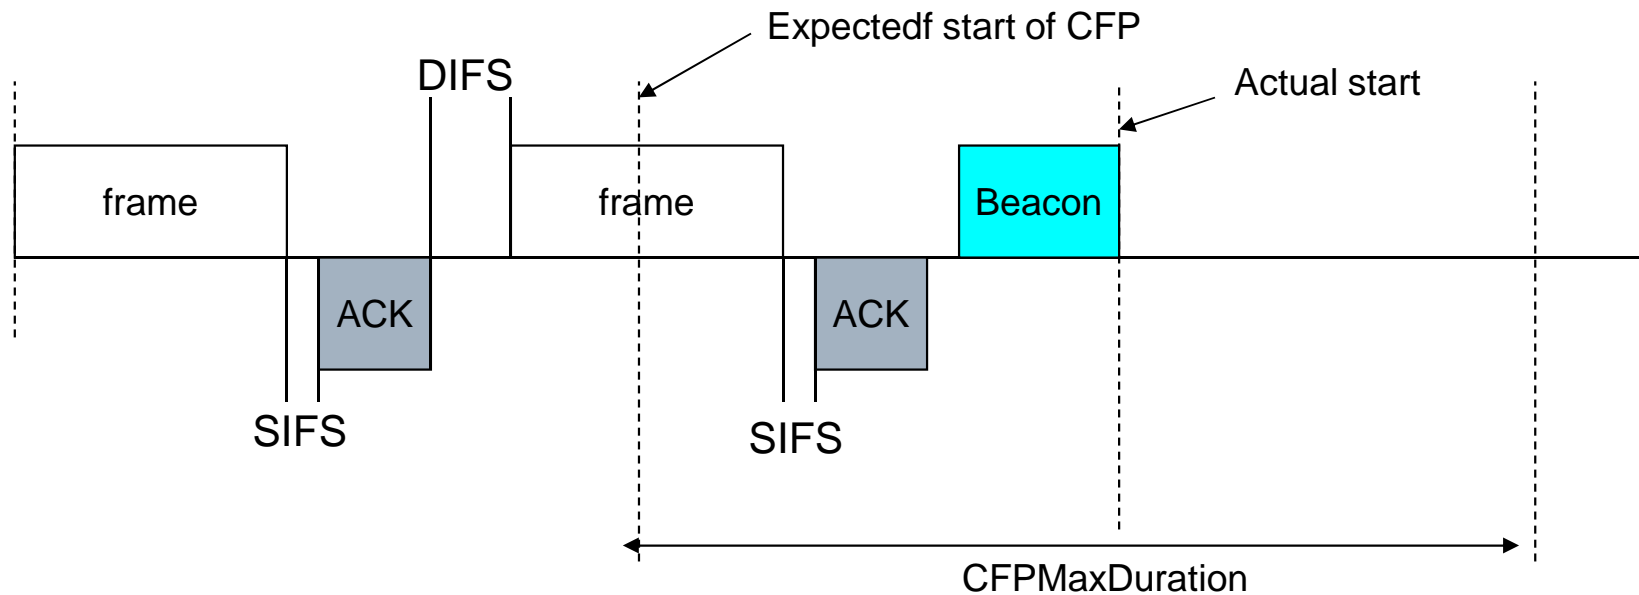 Expectedf start of CFP
DIFS
Actual start
frame
frame
Beacon
ACK
ACK
SIFS
SIFS
CFPMaxDuration